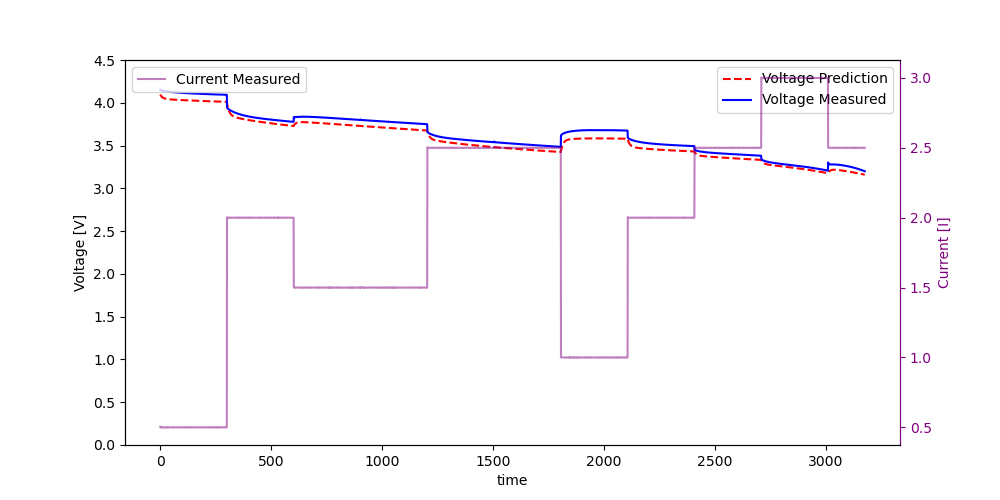 Current Measured
Voltage Prediction
Voltage Measured
4.5
4.0
3.5
3.0
2.5
2.0
1.5
1.0
0.5
0.0
Voltage [V]
3.0
2.5
2.0
1.5
1.0
0.5
Current [I]
0 500 1000 1500 2000 2500 3000
time